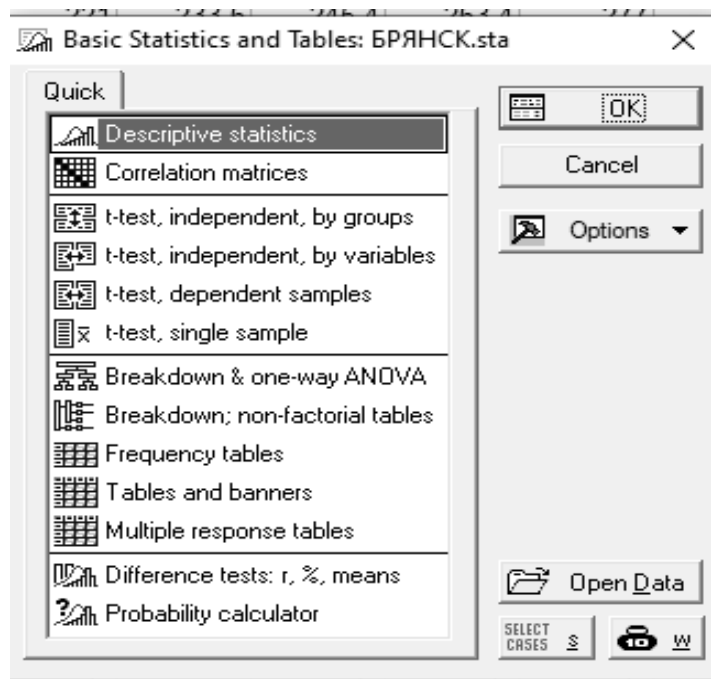 Basic Statistics and Tables: БРЯНСК.sta
Quick
Descriptive statistics
Correlation matrices
t-test, independent, by groups
t-test, independent, by variables
t-test, dependent samples
t-test, single sample
Breakdown & one-way ANOVA
Breakdown; non-factorial tables
Frequency tables
Tables and banners
Multiple response tables
Difference tests: r, %, means
Probability calculator
OK
Cancel
Options
Open Data
SELECT CASES S
W